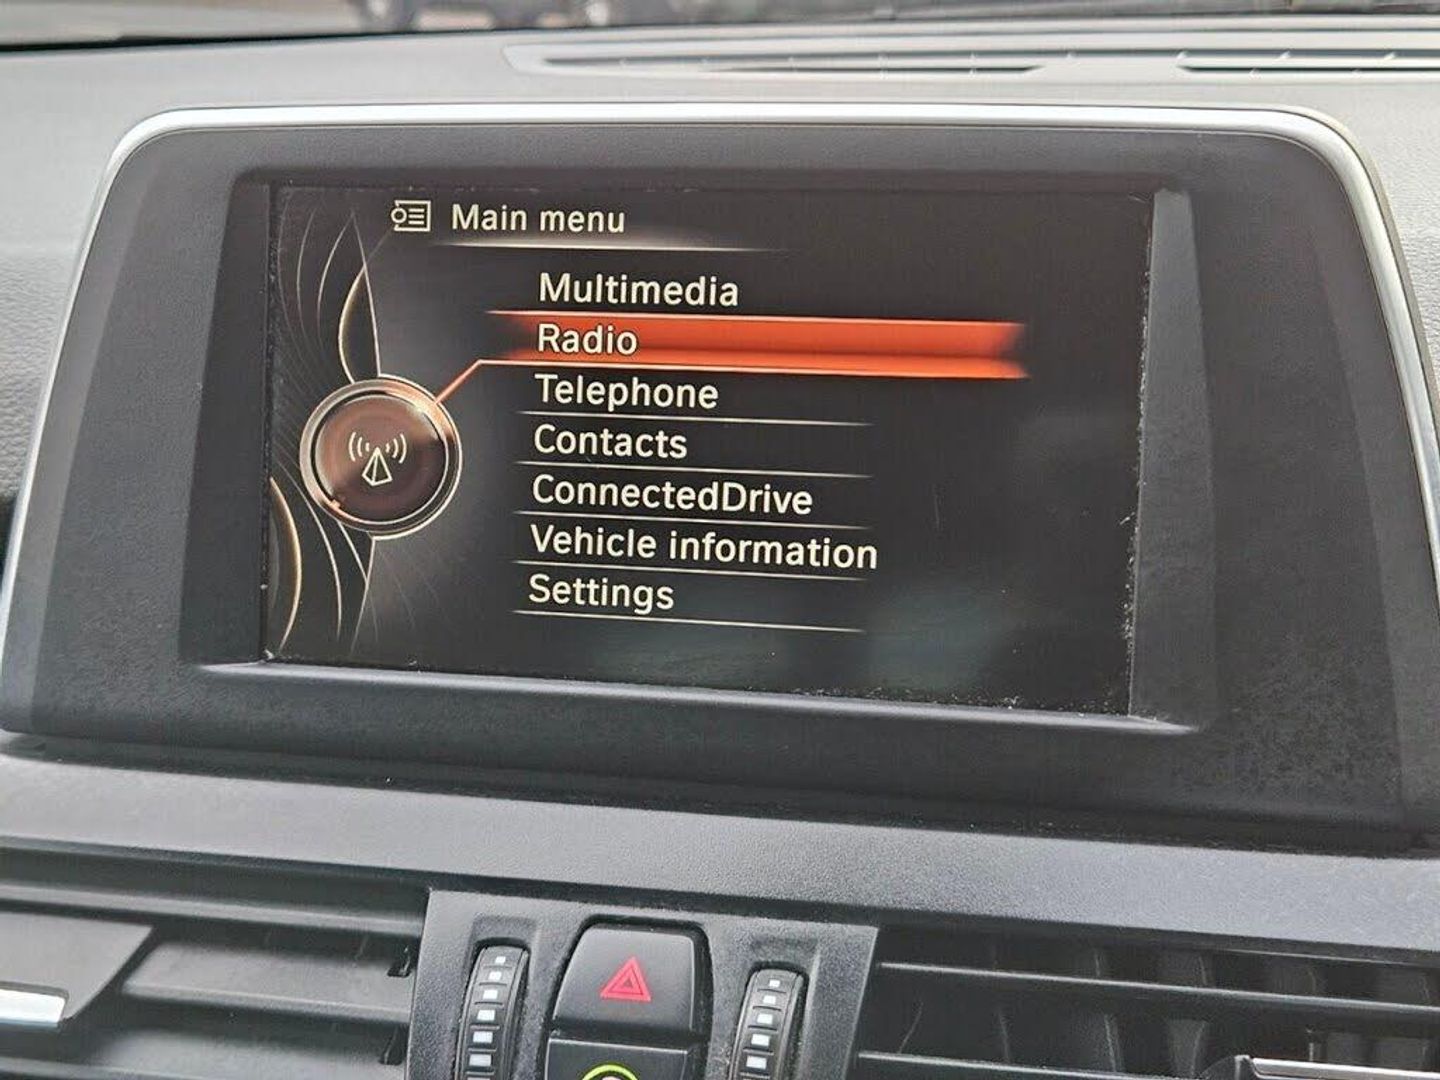 Main menu
Multimedia
Radio
Telephone
Contacts
ConnectedDrive
Vehicle information
Settings